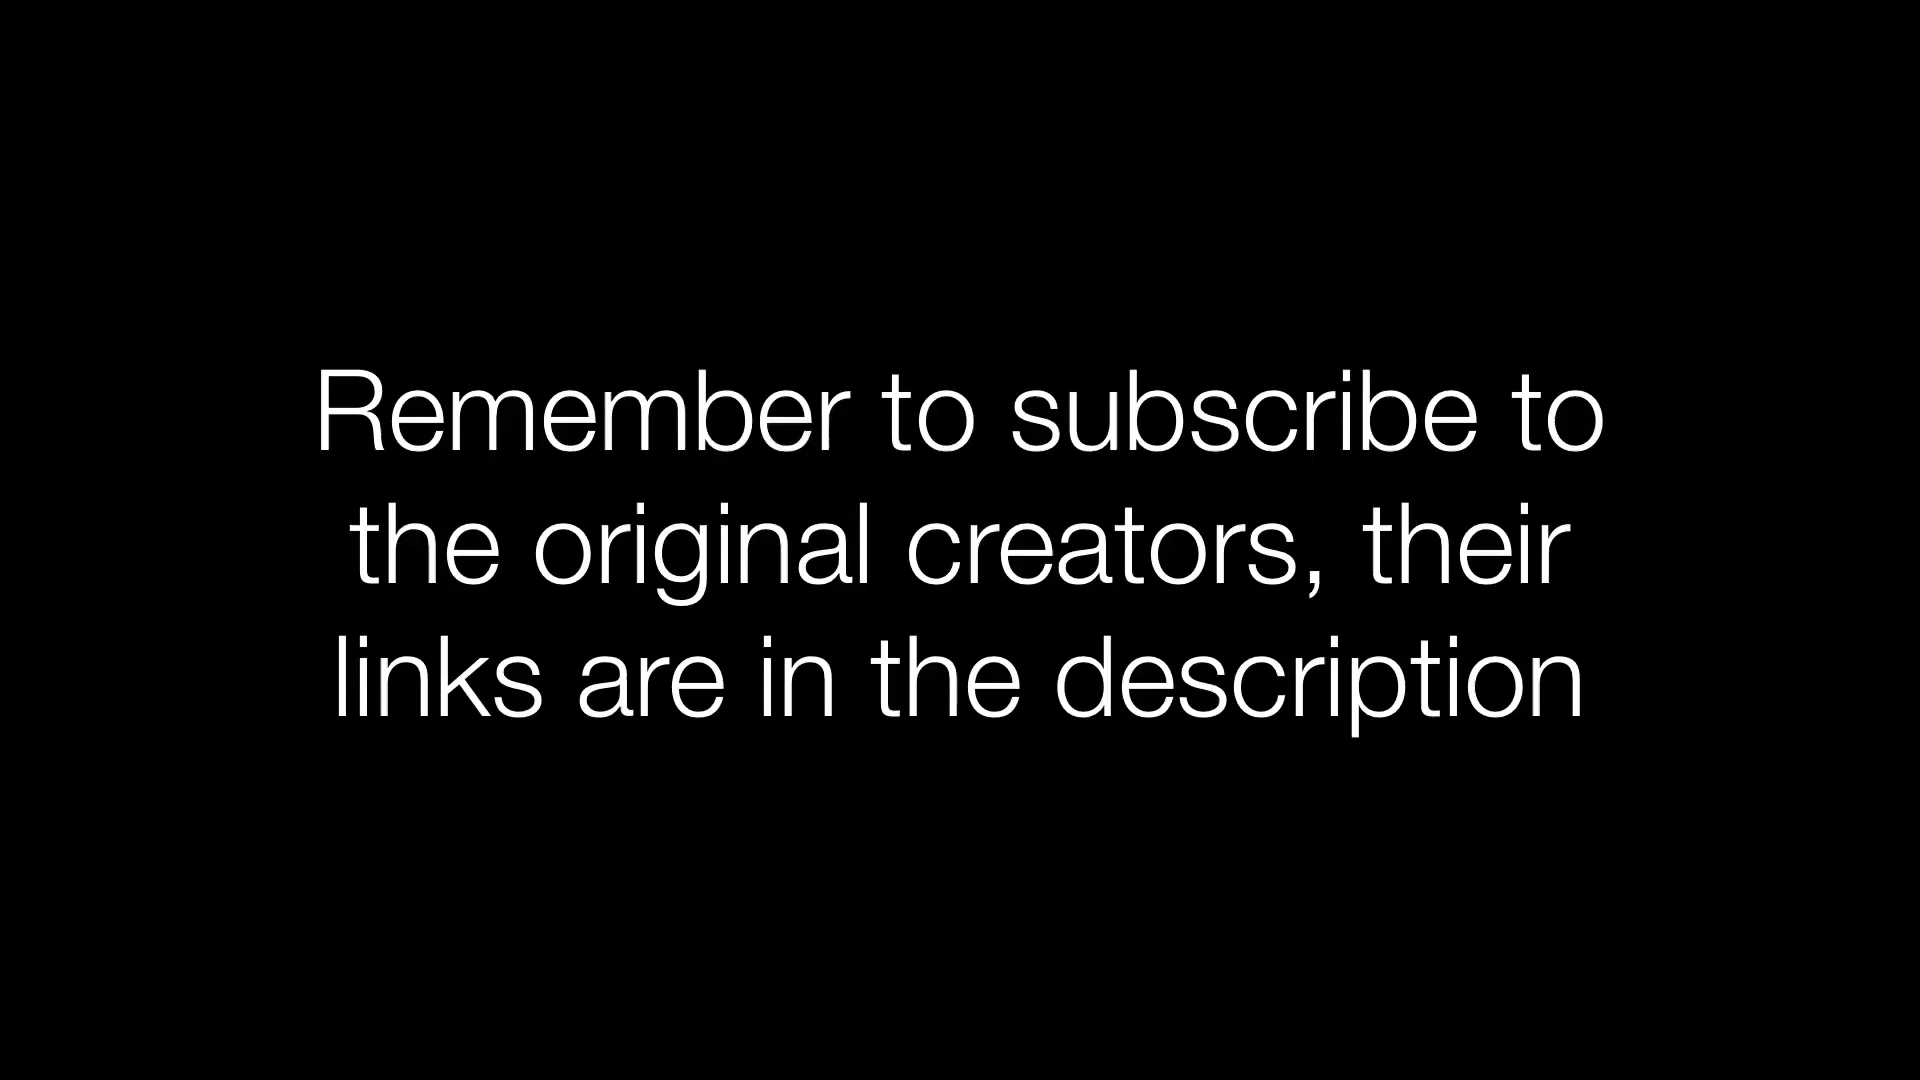 Remember to subscribe to
the original creators, their
links are in the description